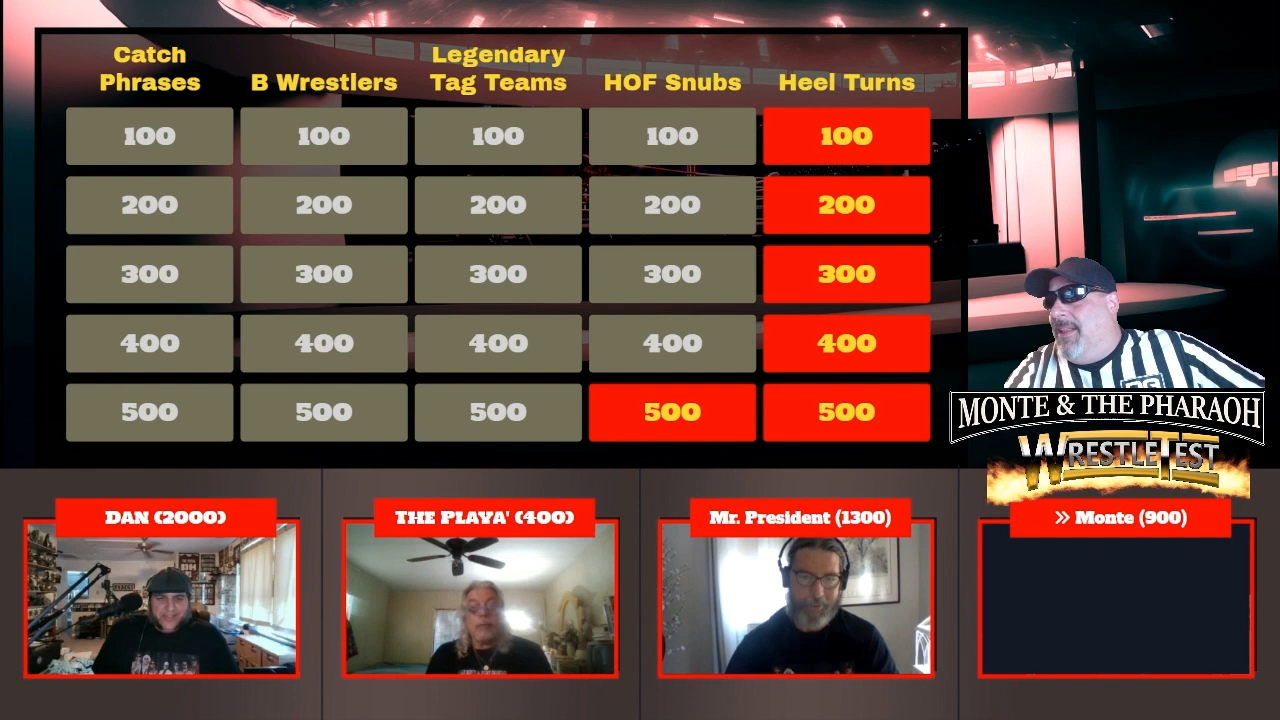 Catch
Phrases
B Wrestlers
Legendary
Tag Teams
HOF Snubs
Heel Turns
100 100 100 100 100
200 200 200 200 200
300 300 300 300 300
400 400 400 400 400
500 500 500 500 500
MONTE & THE PHARAOH
WRESTLETEST
DAN (2000)
THE PLAYA' (400)
Mr. President (1300)
» Monte (900)